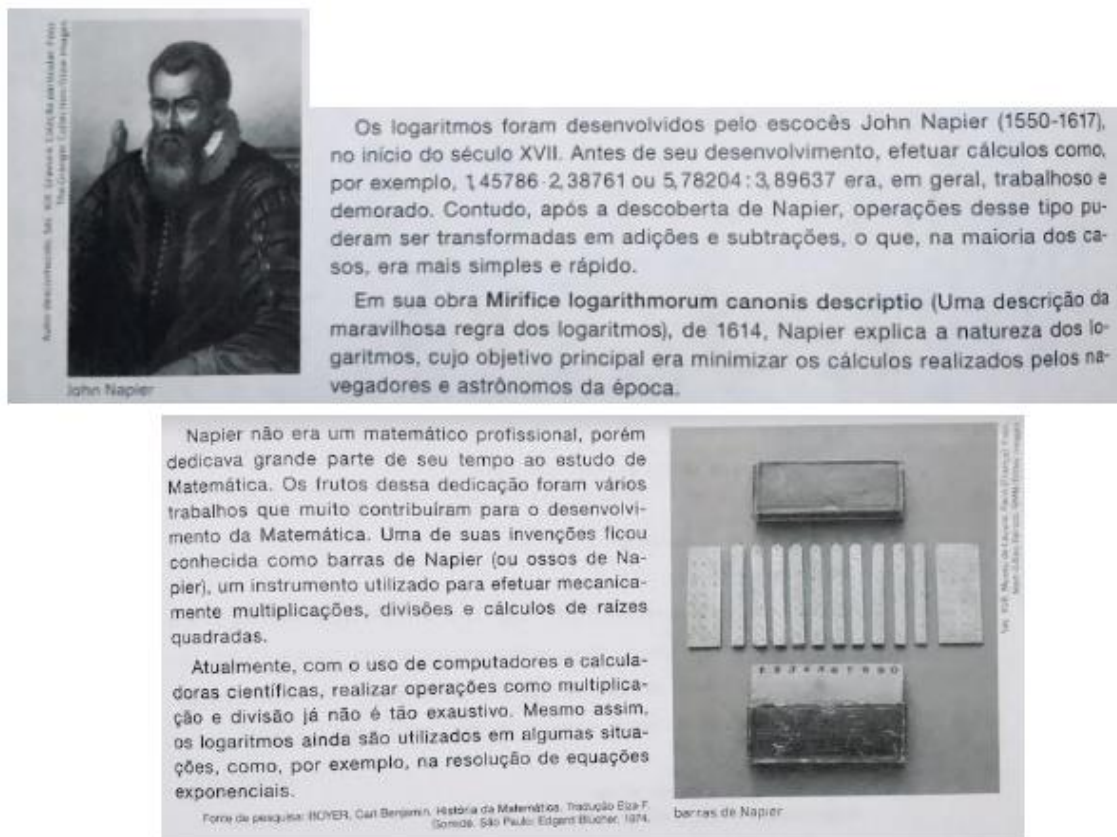 Os logaritmos foram desenvolvidos pelo escocês John Napier (1550-1617),
no início do século XVII. Antes de seu desenvolvimento, efetuar cálculos como,
por exemplo, 1,45786·2,38761 ou 5,78204:3,89637 era, em geral, trabalhoso e
demorado. Contudo, após a descoberta de Napier, operações desse tipo pu-
deram ser transformadas em adições e subtrações, o que, na maioria dos ca-
sos, era mais simples e rápido.
Em sua obra Mirifice logarithmorum canonis descriptio (Uma descrição da
maravilhosa regra dos logaritmos), de 1614, Napier explica a natureza dos lo-
garitmos, cujo objetivo principal era minimizar os cálculos realizados pelos na-
vegadores e astrônomos da época.
John Napier
Napier não era um matemático profissional, porém
dedicava grande parte de seu tempo ao estudo de
Matemática. Os frutos dessa dedicação foram vários
trabalhos que muito contribuíram para o desenvolvi-
mento da Matemática. Uma de suas invenções ficou
conhecida como barras de Napier (ou ossos de Na-
pier), um instrumento utilizado para efetuar mecanica-
mente multiplicações, divisões e cálculos de raízes
quadradas.
Atualmente, com o uso de computadores e calcula-
doras científicas, realizar operações como multiplica-
ção e divisão já não é tão exaustivo. Mesmo assim,
os logaritmos ainda são utilizados em algumas situa-
ções, como, por exemplo, na resolução de equações
exponenciais.
Fonte de pesquisa: BOYER, Carl Benjamin. História da Matemática. Tradução Elza F.
Gomide. São Paulo: Edgard Blücher, 1974.
barras de Napier